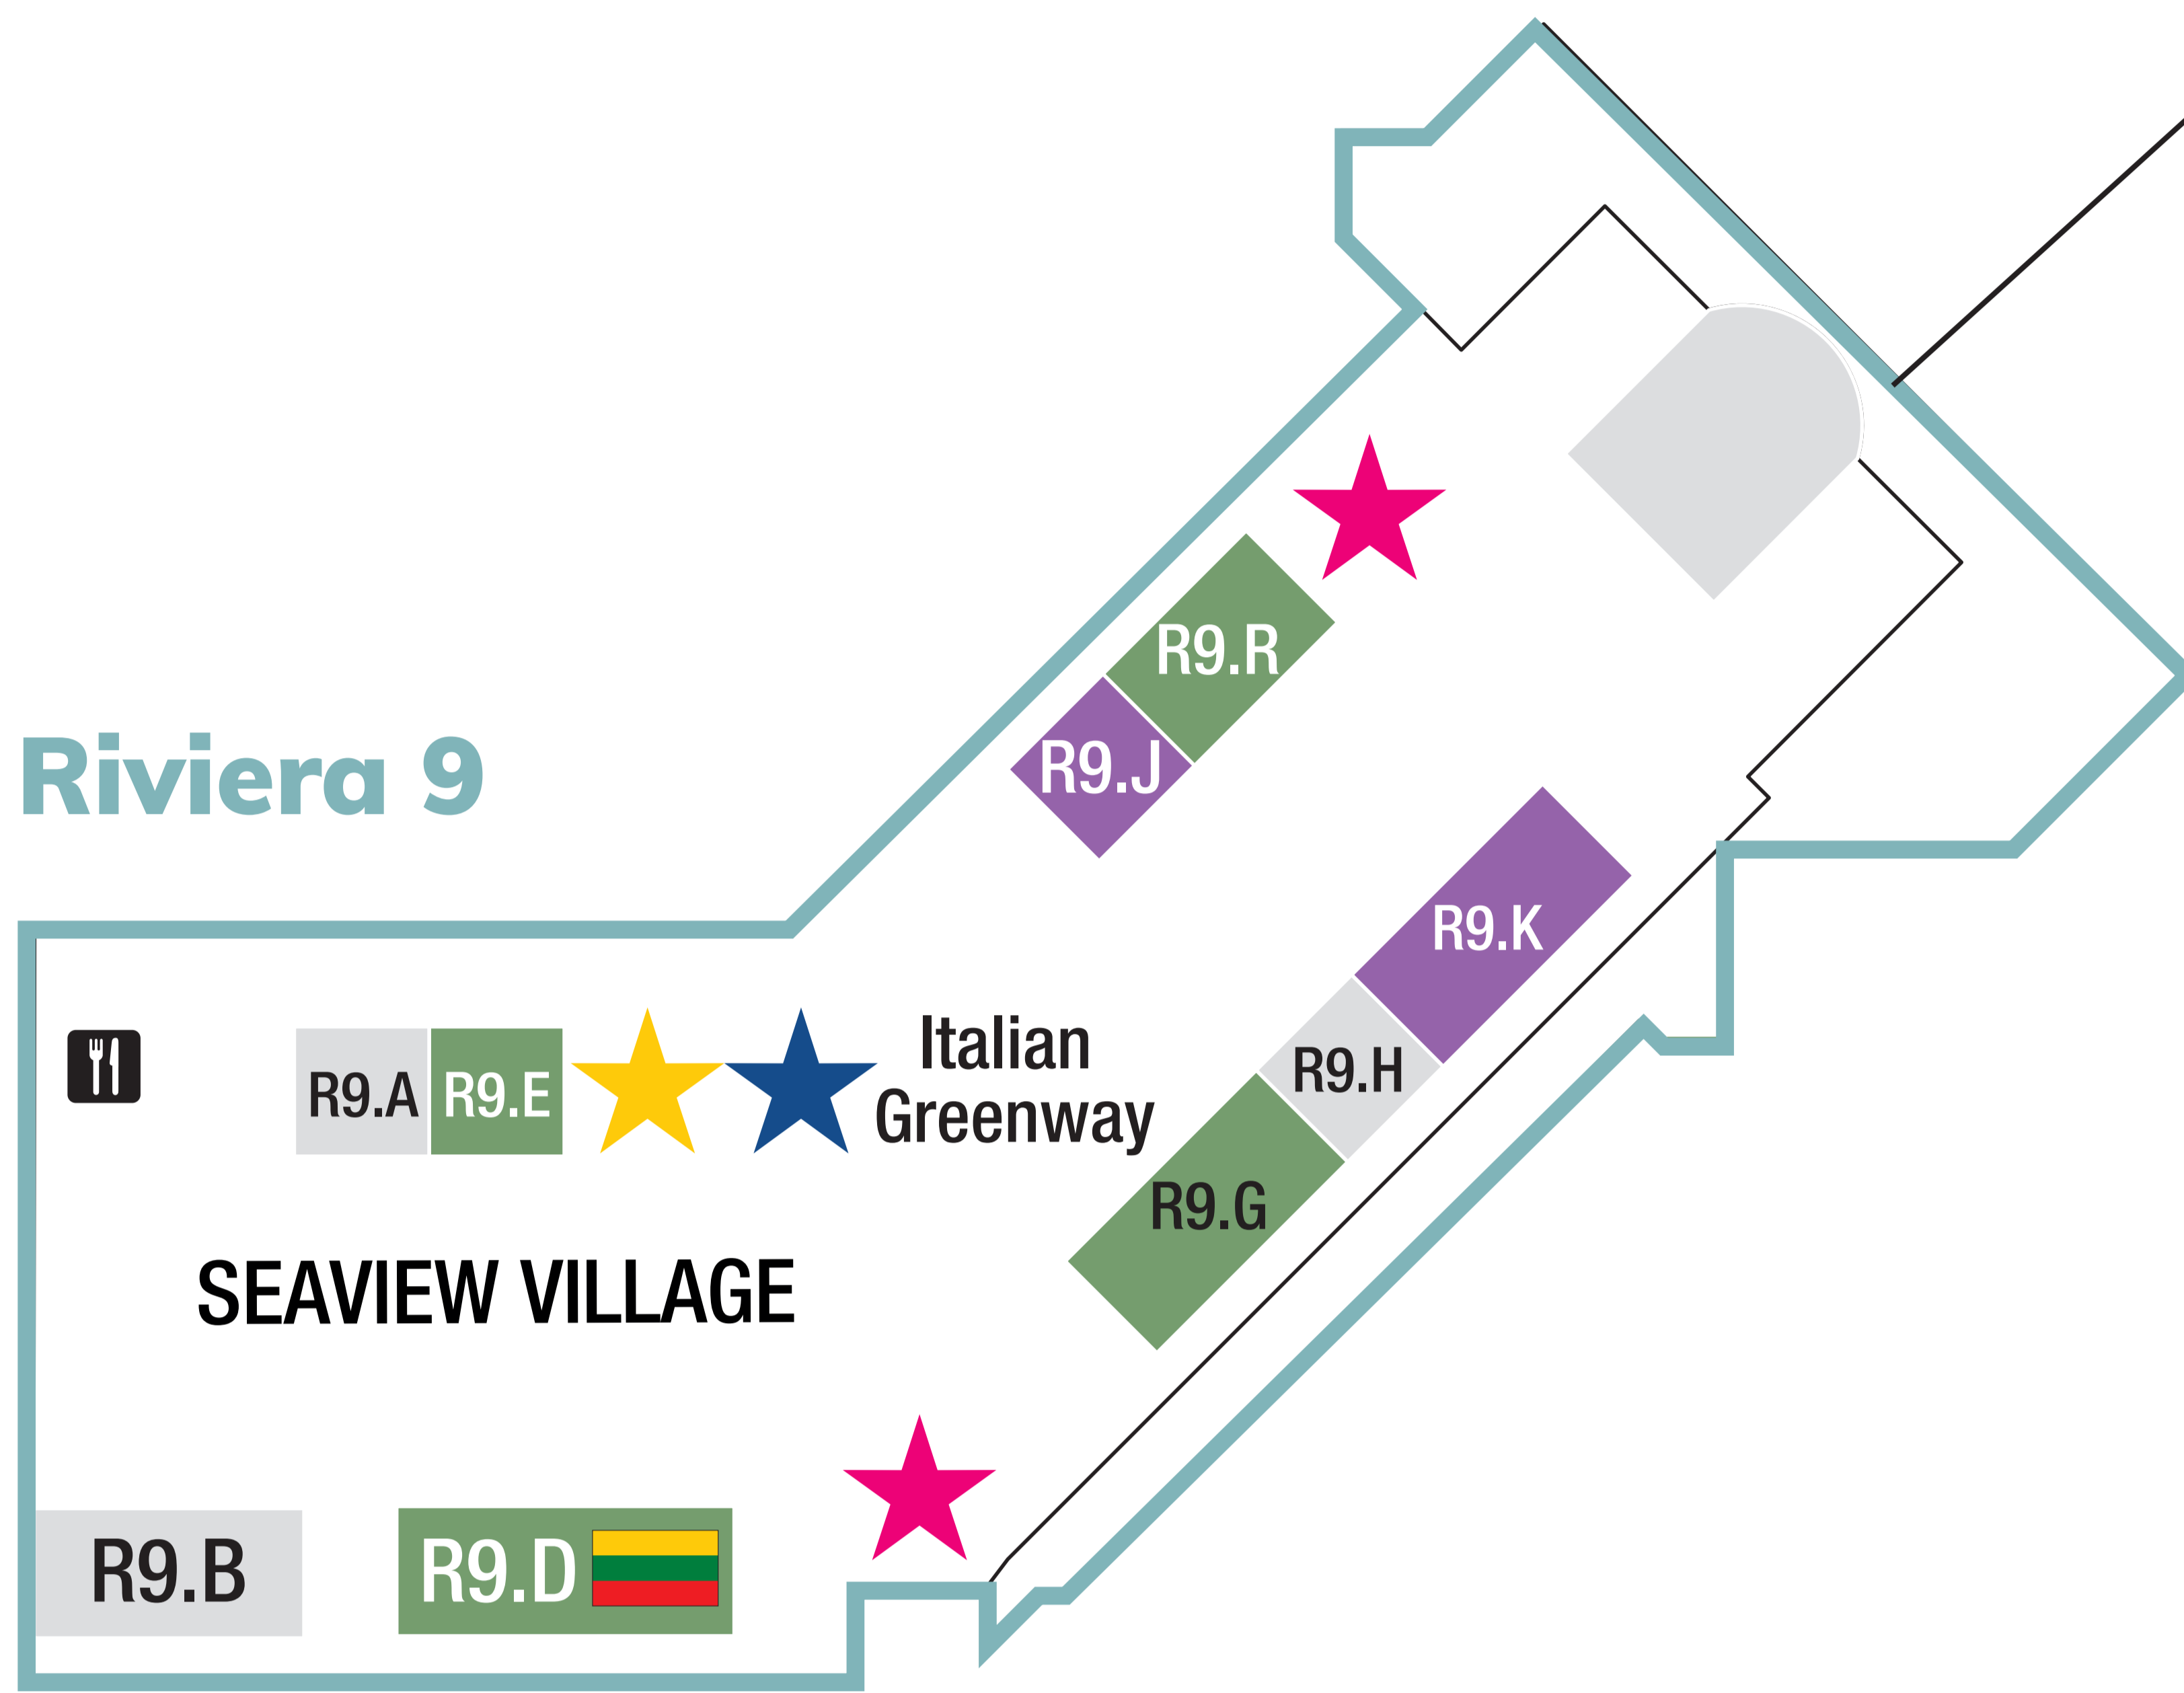 R9.R
R9.J
Riviera 9
R9.K
Italian
Greenway
R9.H
R9.A
R9.E
R9.G
SEAVIEW VILLAGE
R9.B
R9.D